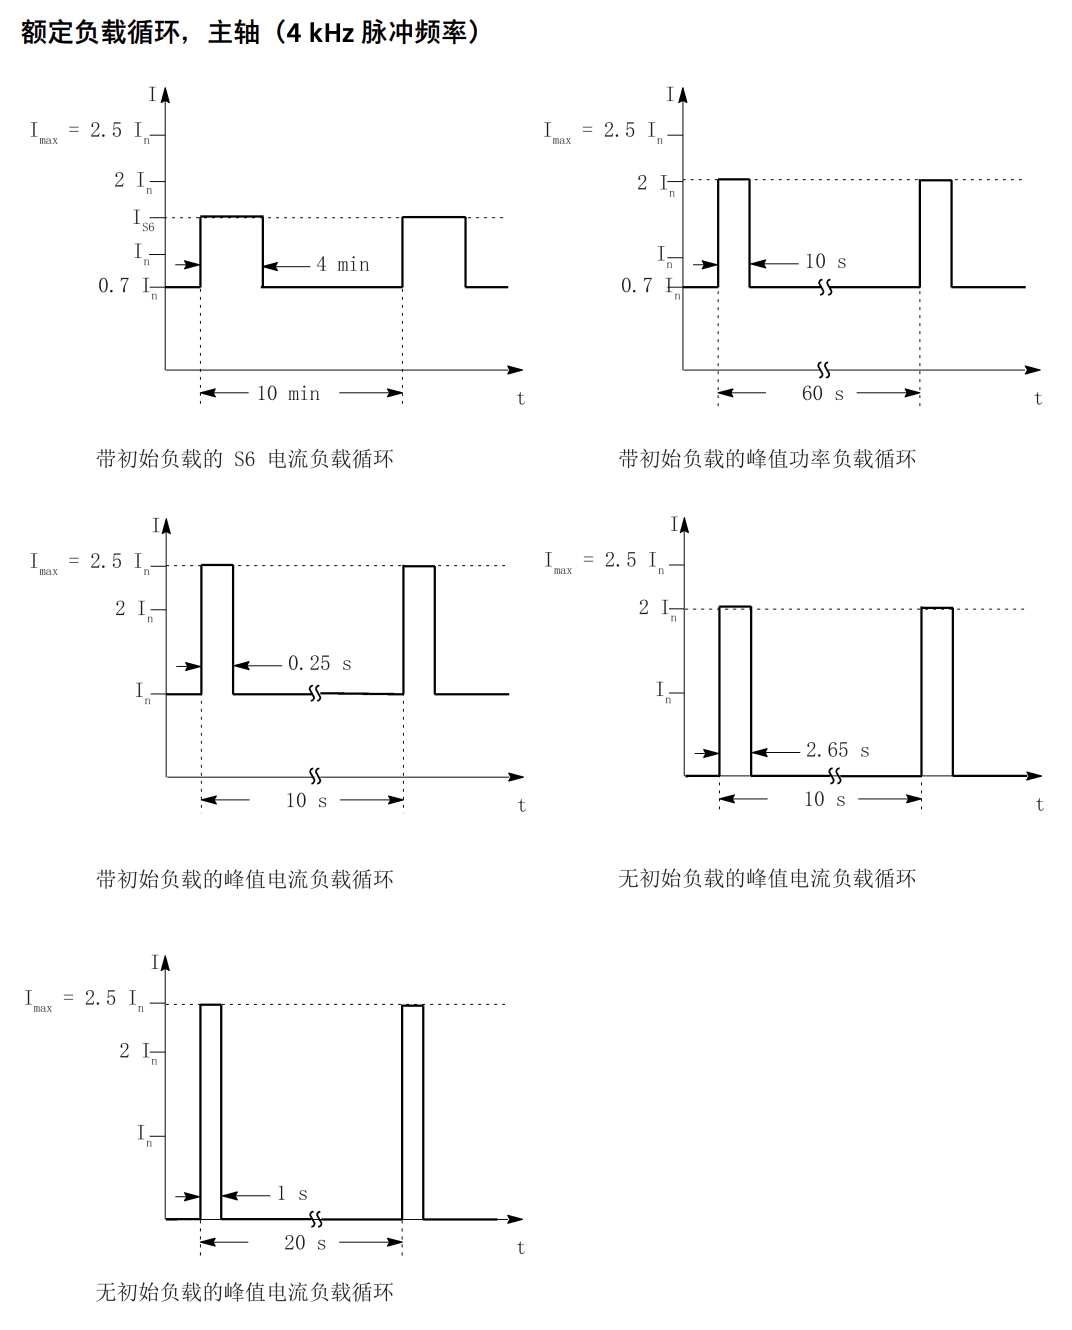 额定负载循环，主轴（4 kHz 脉冲频率）
I
Imax = 2.5 In
2 In
IS6
In
0.7 In
4 min
10 min
t
带初始负载的 S6 电流负载循环
I
Imax = 2.5 In
2 In
In
0.7 In
10 s
60 s
t
带初始负载的峰值功率负载循环
I
Imax = 2.5 In
2 In
In
0.25 s
10 s
t
带初始负载的峰值电流负载循环
I
Imax = 2.5 In
2 In
In
2.65 s
10 s
t
无初始负载的峰值电流负载循环
I
Imax = 2.5 In
2 In
In
1 s
20 s
t
无初始负载的峰值电流负载循环